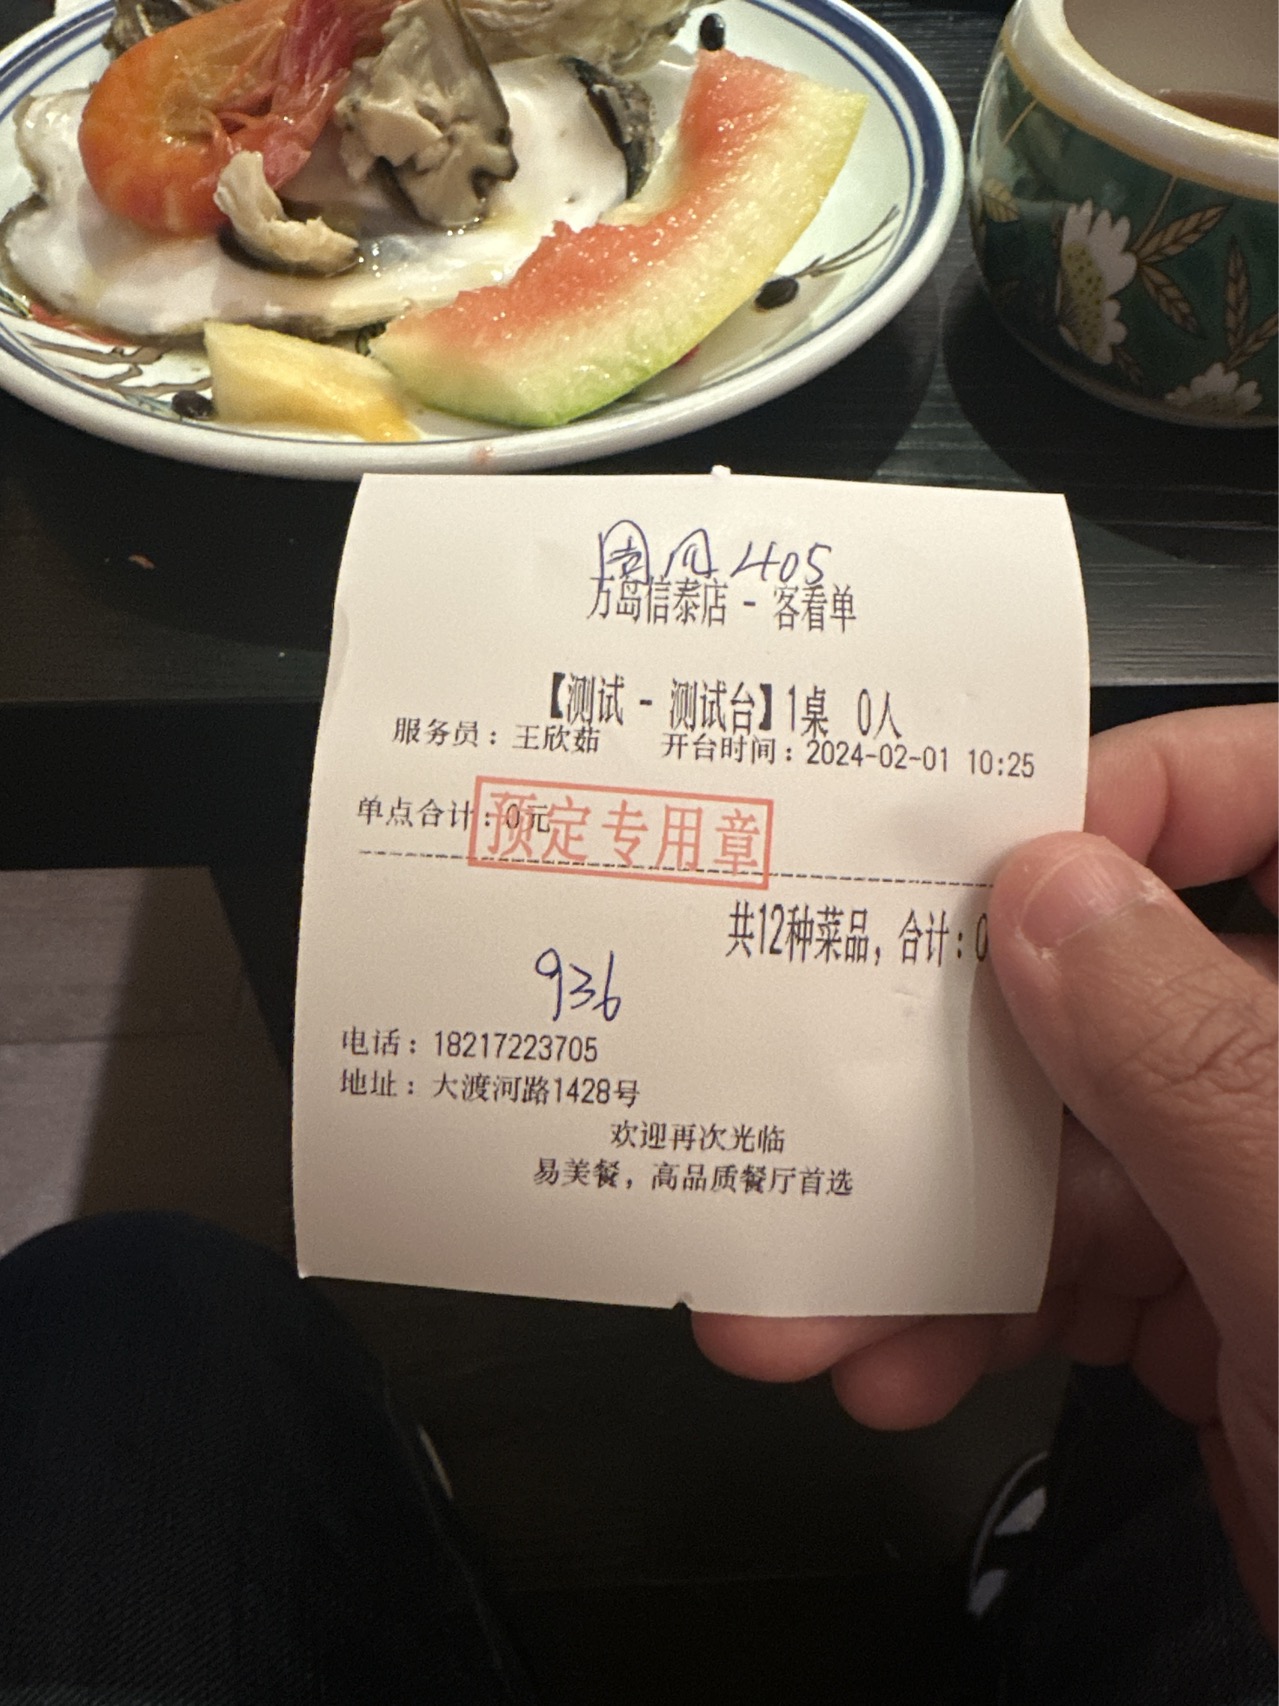 周周 405
万岛信泰店 - 客看单
【测试 - 测试台】1桌 0人
服务员：王欣茹 开台时间：2024-02-01 10:25
单点合计：0元
预定专用章
共12种菜品，合计：0
936
电话：18217223705
地址：大渡河路1428号
欢迎再次光临
易美餐，高品质餐厅首选